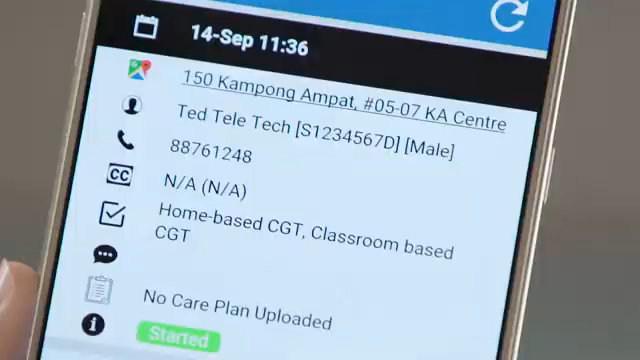 14-Sep 11:36
150 Kampong Ampat, #05-07 KA Centre
Ted Tele Tech [S1234567D] [Male]
88761248
CC
N/A (N/A)
Home-based CGT, Classroom based
CGT
No Care Plan Uploaded
Started